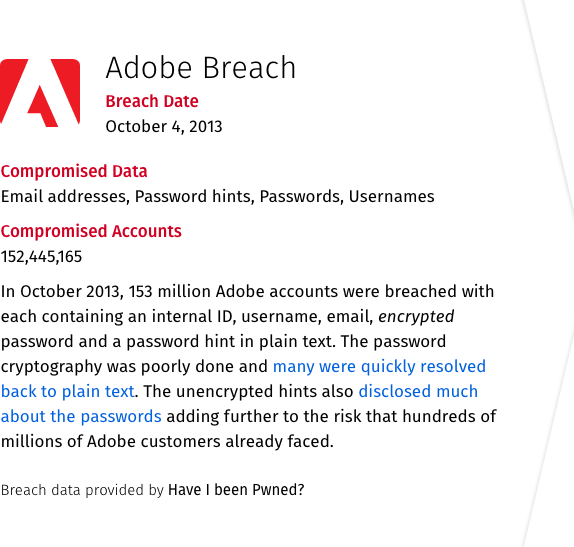 Adobe Breach
Breach Date
October 4, 2013
Compromised Data
Email addresses, Password hints, Passwords, Usernames
Compromised Accounts
152,445,165
In October 2013, 153 million Adobe accounts were breached with
each containing an internal ID, username, email, encrypted
password and a password hint in plain text. The password
cryptography was poorly done and many were quickly resolved
back to plain text. The unencrypted hints also disclosed much
about the passwords adding further to the risk that hundreds of
millions of Adobe customers already faced.
Breach data provided by Have I been Pwned?